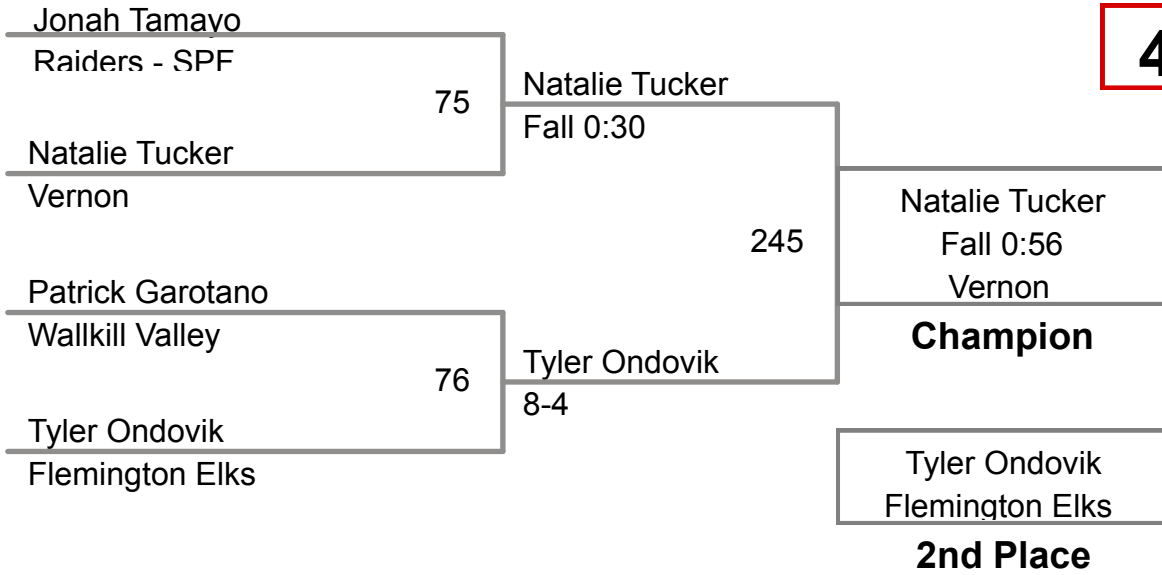 Jonah Tamayo
Raiders - SPF
75
Natalie Tucker
Vernon
Natalie Tucker
Fall 0:30
Patrick Garotano
Wallkill Valley
76
Tyler Ondovik
Flemington Elks
Tyler Ondovik
8-4
245
4
Natalie Tucker
Fall 0:56
Vernon
Champion
Tyler Ondovik
Flemington Elks
2nd Place